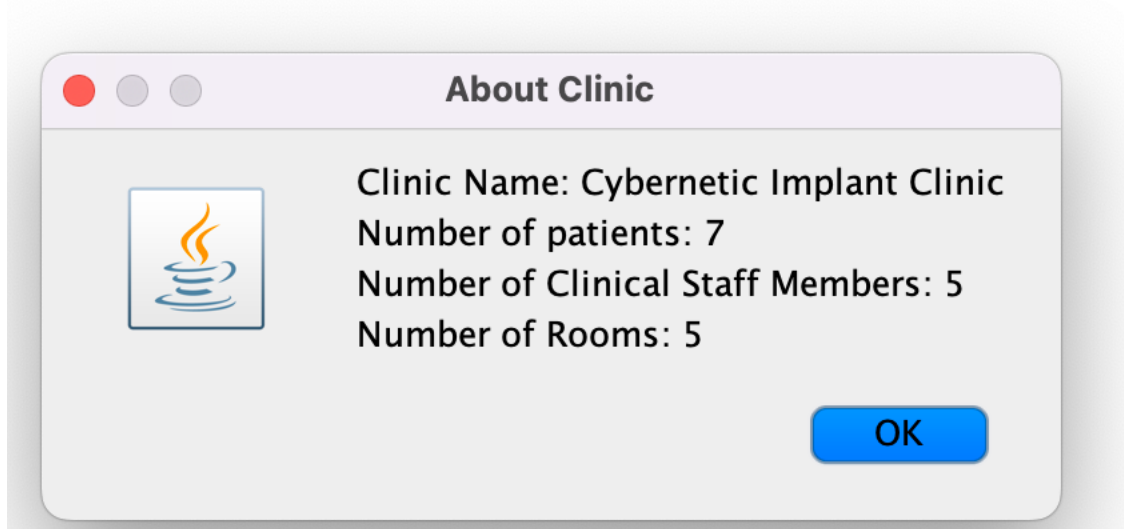 About Clinic
Clinic Name: Cybernetic Implant Clinic
Number of patients: 7
Number of Clinical Staff Members: 5
Number of Rooms: 5
OK